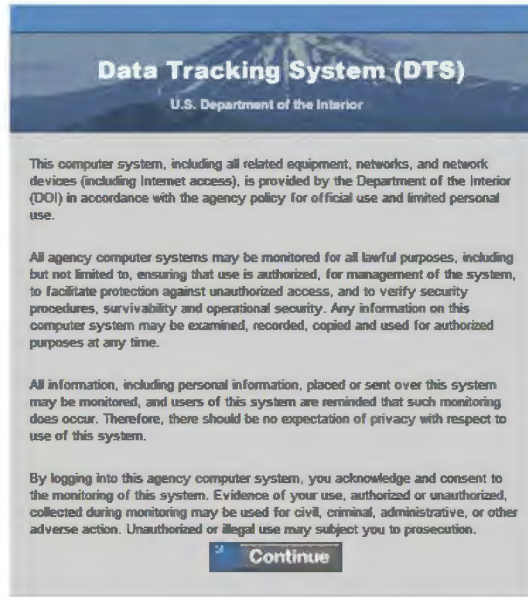 Data Tracking System (DTS)
U.S. Department of the Interior
This computer system, including all related equipment, networks, and network
devices (including Internet access), is provided by the Department of the Interior
(DOI) in accordance with the agency policy for official use and limited personal
use.
All agency computer systems may be monitored for all lawful purposes, including
but not limited to, ensuring that use is authorized, for management of the system,
to facilitate protection against unauthorized access, and to verify security
procedures, survivability and operational security. Any information on this
computer system may be examined, recorded, copied and used for authorized
purposes at any time.
All information, including personal information, placed or sent over this system
may be monitored, and users of this system are reminded that such monitoring
does occur. Therefore, there should be no expectation of privacy with respect to
use of this system.
By logging into this agency computer system, you acknowledge and consent to
the monitoring of this system. Evidence of your use, authorized or unauthorized,
collected during monitoring may be used for civil, criminal, administrative, or other
adverse action. Unauthorized or illegal use may subject you to prosecution.
Continue